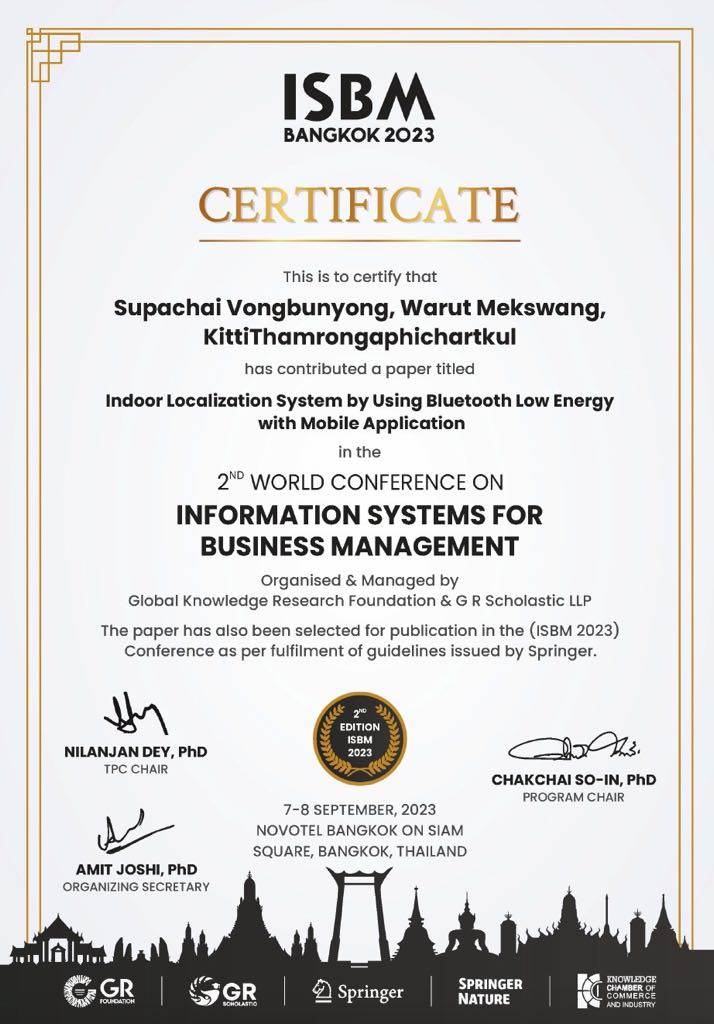 ISBM
BANGKOK 2023
CERTIFICATE
This is to certify that
Supachai Vongbunyong, Warut Mekswang,
KittiThamrongaphichartkul
has contributed a paper titled
Indoor Localization System by Using Bluetooth Low Energy
with Mobile Application
in the
2ND WORLD CONFERENCE ON
INFORMATION SYSTEMS FOR
BUSINESS MANAGEMENT
Organised & Managed by
Global Knowledge Research Foundation & G R Scholastic LLP
The paper has also been selected for publication in the (ISBM 2023)
Conference as per fulfilment of guidelines issued by Springer.
NILANJAN DEY, PhD
TPC CHAIR
2ND
EDITION
ISBM
2023
CHAKCHAI SO-IN, PhD
PROGRAM CHAIR
7-8 SEPTEMBER, 2023
NOVOTEL BANGKOK ON SIAM
SQUARE, BANGKOK, THAILAND
AMIT JOSHI, PhD
ORGANIZING SECRETARY
GR
FOUNDATION
GR
SCHOLASTIC
Springer
SPRINGER
NATURE
KNOWLEDGE
CHAMBER OF
COMMERCE
AND INDUSTRY